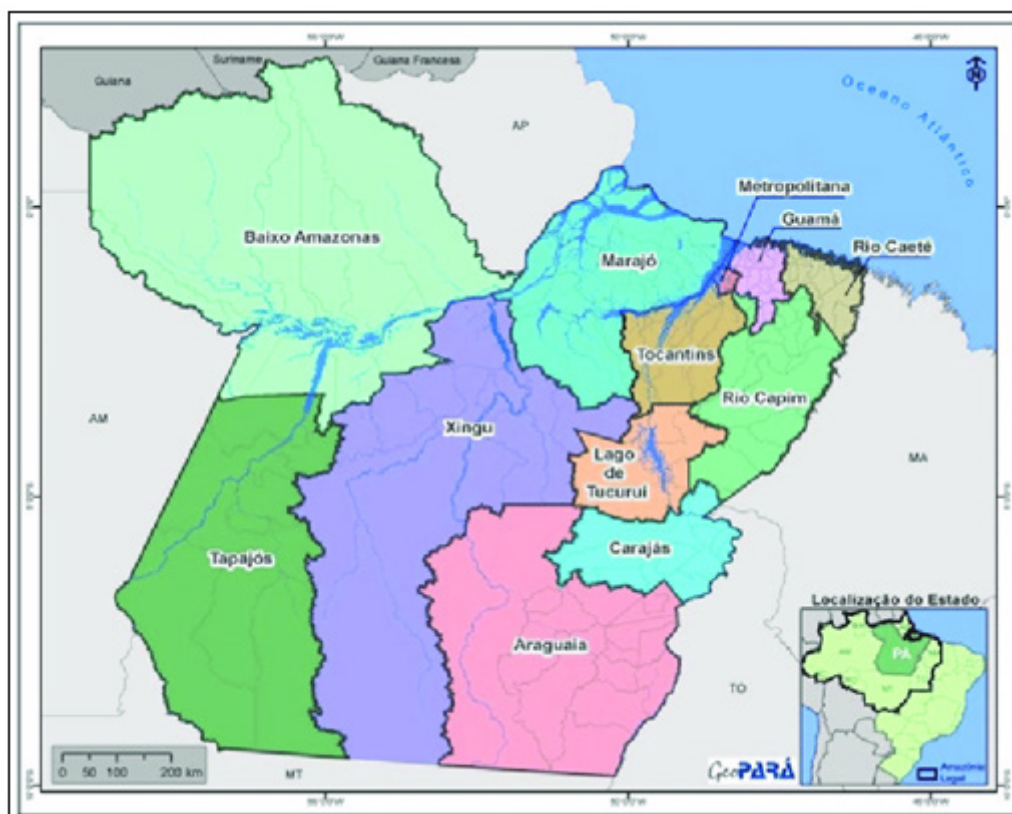 Suriname
Guiana Francesa
Guiana
Oceano Atlântico
AP
Metropolitana
Guamá
Rio Caeté
Baixo Amazonas
Marajó
Tocantins
Rio Capim
AM
Xingu
Lago
de
Tucuruí
MA
Carajás
Tapajós
Araguaia
Localização do Estado
PA
TO
MT
0 50 100 200 km
GeoPARÁ
Amazônia
Legal
N